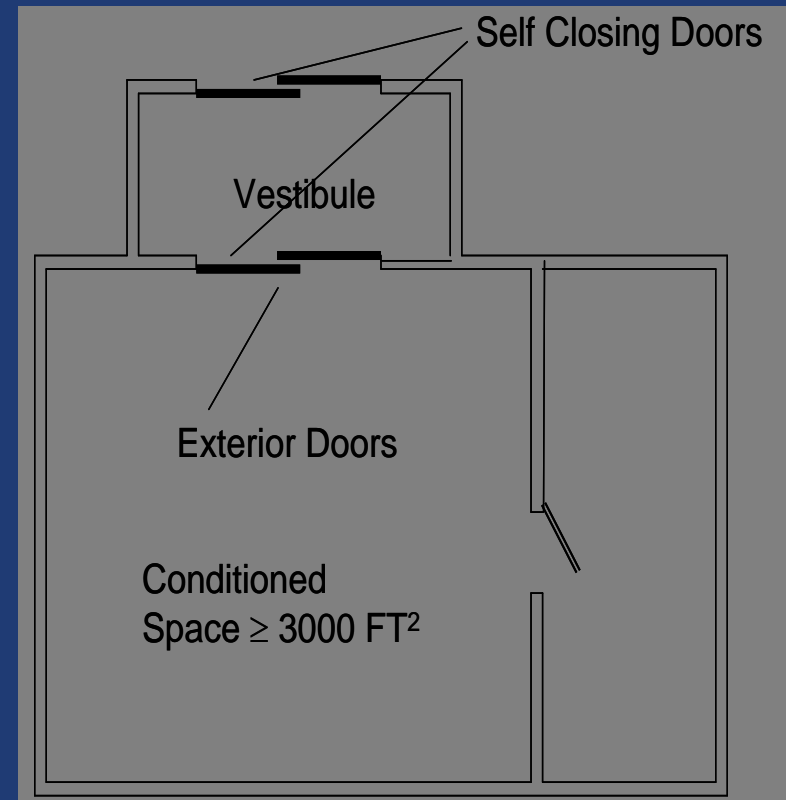 Self Closing Doors
Vestibule
Exterior Doors
Conditioned
Space ≥ 3000 FT²